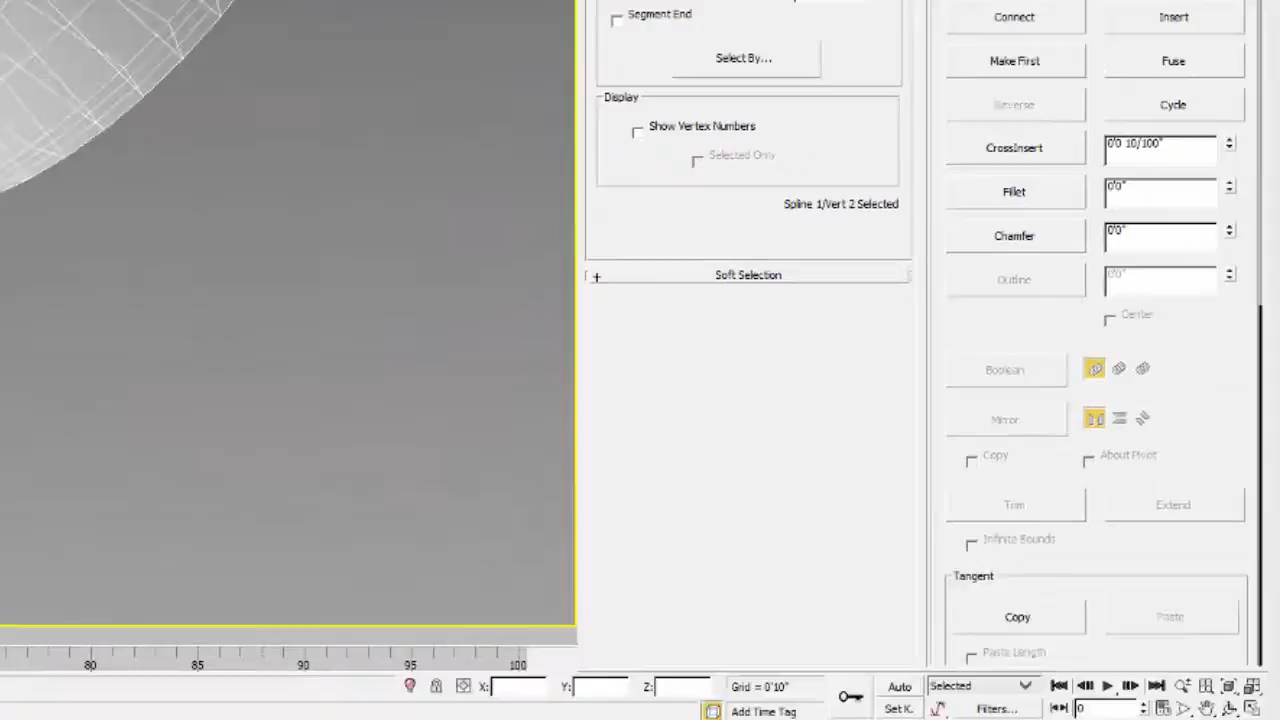 Segment End
Select By...
Display
Show Vertex Numbers
Selected Only
Spline 1/Vert 2 Selected
+ Soft Selection
Connect Insert
Make First Fuse
Reverse Cycle
CrossInsert 0'0 10/100"
Fillet 0'0"
Chamfer 0'0"
Outline 0'0"
Center
Boolean
Mirror
Copy About Pivot
Trim Extend
Infinite Bounds
Tangent
Copy Paste
Paste Length
80 85 90 95 100
X: Y: Z: Grid = 0'10" Auto Selected
Add Time Tag Set K. Filters... 0